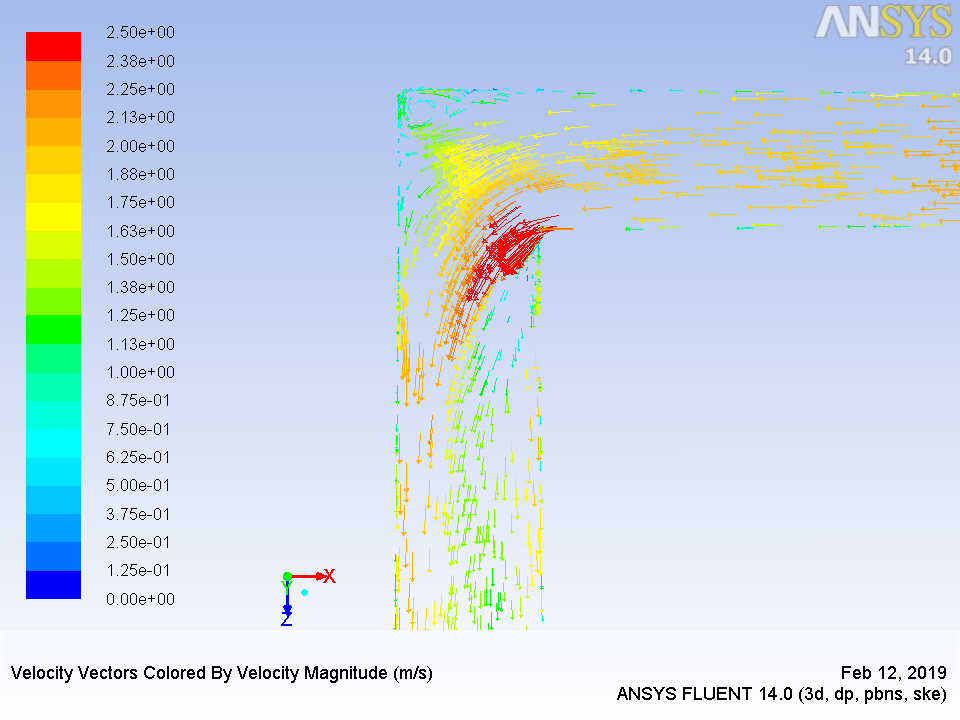 ANSYS
14.0
2.50e+00
2.38e+00
2.25e+00
2.13e+00
2.00e+00
1.88e+00
1.75e+00
1.63e+00
1.50e+00
1.38e+00
1.25e+00
1.13e+00
1.00e+00
8.75e-01
7.50e-01
6.25e-01
5.00e-01
3.75e-01
2.50e-01
1.25e-01
0.00e+00
X
Y
Z
Velocity Vectors Colored By Velocity Magnitude (m/s)
Feb 12, 2019
ANSYS FLUENT 14.0 (3d, dp, pbns, ske)